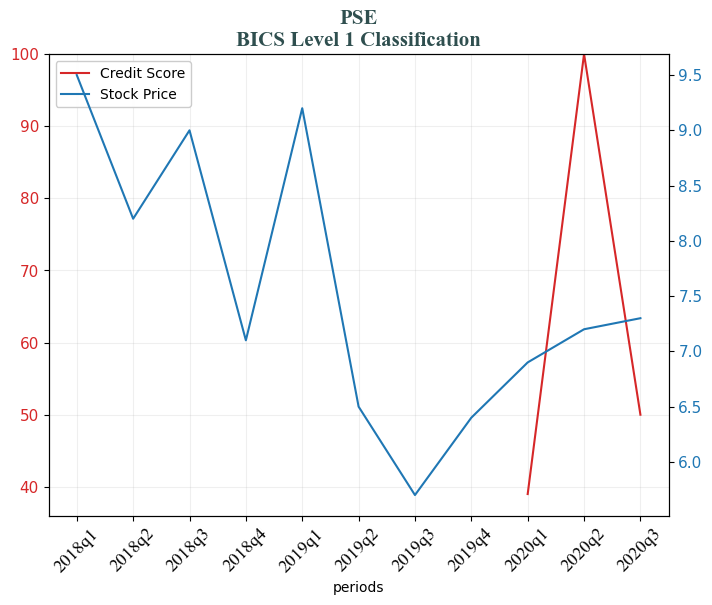 PSE
BICS Level 1 Classification
Credit Score
Stock Price
100
90
80
70
60
50
40
9.5
9.0
8.5
8.0
7.5
7.0
6.5
6.0
2018q1
2018q2
2018q3
2018q4
2019q1
2019q2
2019q3
2019q4
2020q1
2020q2
2020q3
periods